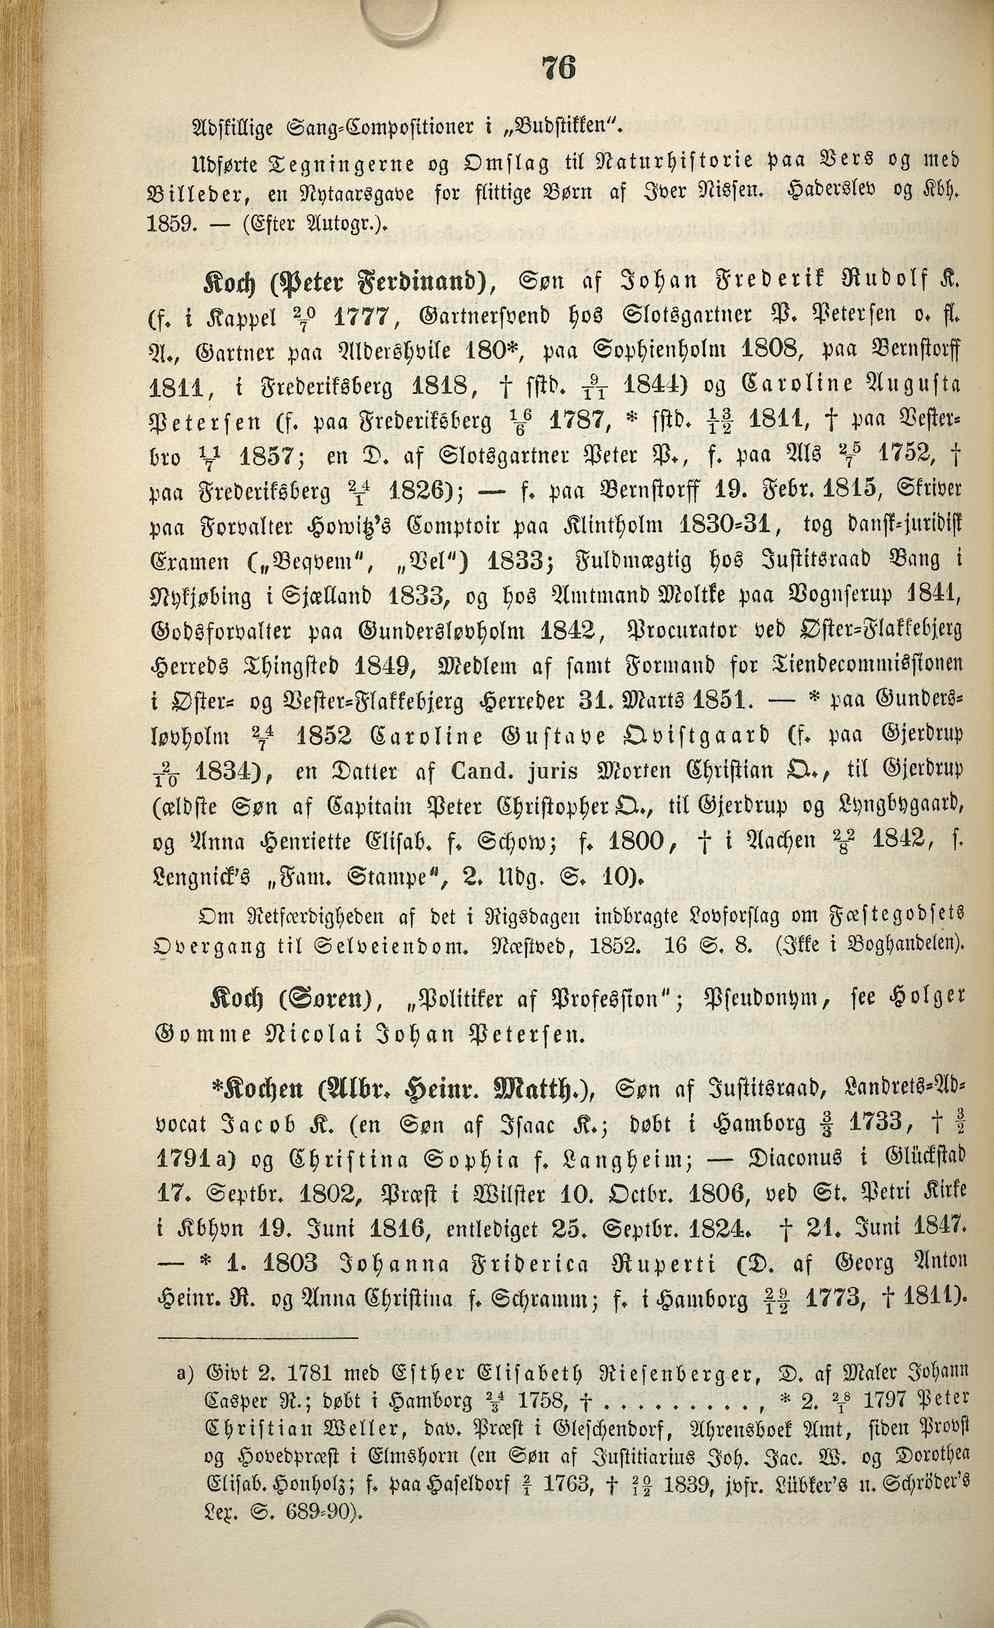 76
Adskillige Sang-Compositioner i „Budstikken“.
Udførte Tegningerne og Omslag til Naturhistorie paa Vers og med
Billeder, en Nytaarsgave for flittige Børn af Iver Nissen. Haderslev og Kbh.
1859. — (Efter Autogr.).
Koch (Peter Ferdinand), Søn af Johan Frederik Rudolf K.
(f. i Kappel 20/7 1777, Gartnersvend hos Slotsgartner P. Petersen o. fl.
A., Gartner paa Aldershvile 180*, paa Sophienholm 1808, paa Bernstorff
1811, i Frederiksberg 1818, † sstd. 9/11 1844) og Caroline Augusta
Petersen (f. paa Frederiksberg 16/6 1787, * sstd. 13/12 1811, † paa Vester-
bro 11/7 1857; en D. af Slotsgartner Peter P., f. paa Als 25/7 1752, †
paa Frederiksberg 24/1 1826); — f. paa Bernstorff 19. Febr. 1815, Skriver
paa Forvalter Howitz's Comptoir paa Klintholm 1830-31, tog dansk-juridisk
Examen („Beqvem“, „Vel“) 1833; Fuldmægtig hos Justitsraad Bang i
Nykjøbing i Sjælland 1833, og hos Amtmand Moltke paa Vognserup 1841,
Godsforvalter paa Gundersløvholm 1842, Procurator ved Øster-Flakkebjerg
Herreds Thingsted 1849, Medlem af samt Formand for Tiendecommissionen
i Øster- og Vester-Flakkebjerg Herreder 31. Marts 1851. — * paa Gunders-
løvholm 24/7 1852 Caroline Gustave Qvistgaard (f. paa Gjerdrup
2/10 1834), en Datter af Cand. juris Morten Christian Q., til Gjerdrup
(ældste Søn af Capitain Peter Christopher Q., til Gjerdrup og Lyngbygaard,
og Anna Henriette Elisab. f. Schow; f. 1800, † i Aachen 22/8 1842, s.
Lengnick's „Fam. Stampe“, 2. Udg. S. 10).
Om Retfærdigheden af det i Rigsdagen indbragte Lovforslag om Fæstegodsets
Overgang til Selveiendom. Næstved, 1852. 16 S. 8. (Ikke i Boghandelen).
Koch (Søren), „Politiker af Profession“; Pseudonym, see Holger
Gomme Nicolai Johan Petersen.
*Kochen (Albr. Heinr. Matth.), Søn af Justitsraad, Landrets-Ad-
vocat Jacob K. (en Søn af Isaac K.; døbt i Hamborg 3/3 1733, † 3/2
1791 a) og Christina Sophia f. Langheim; — Diaconus i Glückstad
17. Septbr. 1802, Præst i Wilster 10. Octbr. 1806, ved St. Petri Kirke
i Kbhvn 19. Juni 1816, entlediget 25. Septbr. 1824. † 21. Juni 1847.
— * 1. 1803 Johanna Friderica Ruperti (D. af Georg Anton
Heinr. R. og Anna Christina f. Schramm; f. i Hamborg 29/12 1773, † 1811).
a) Givt 2. 1781 med Esther Elisabeth Riesenberger, D. af Maler Johann
Casper R.; døbt i Hamborg 24/3 1758, † . . . . . . . . . ., * 2. 28/1 1797 Peter
Christian Weller, dav. Præst i Gleschendorf, Ahrensboek Amt, siden Provst
og Hovedpræst i Elmshorn (en Søn af Justitiarius Joh. Jac. W. og Dorothea
Elisab. Honholz; f. paa Haseldorf 2/1 1763, † 20/12 1839, jvfr. Lübker's u. Schröder's
Lex. S. 689-90).